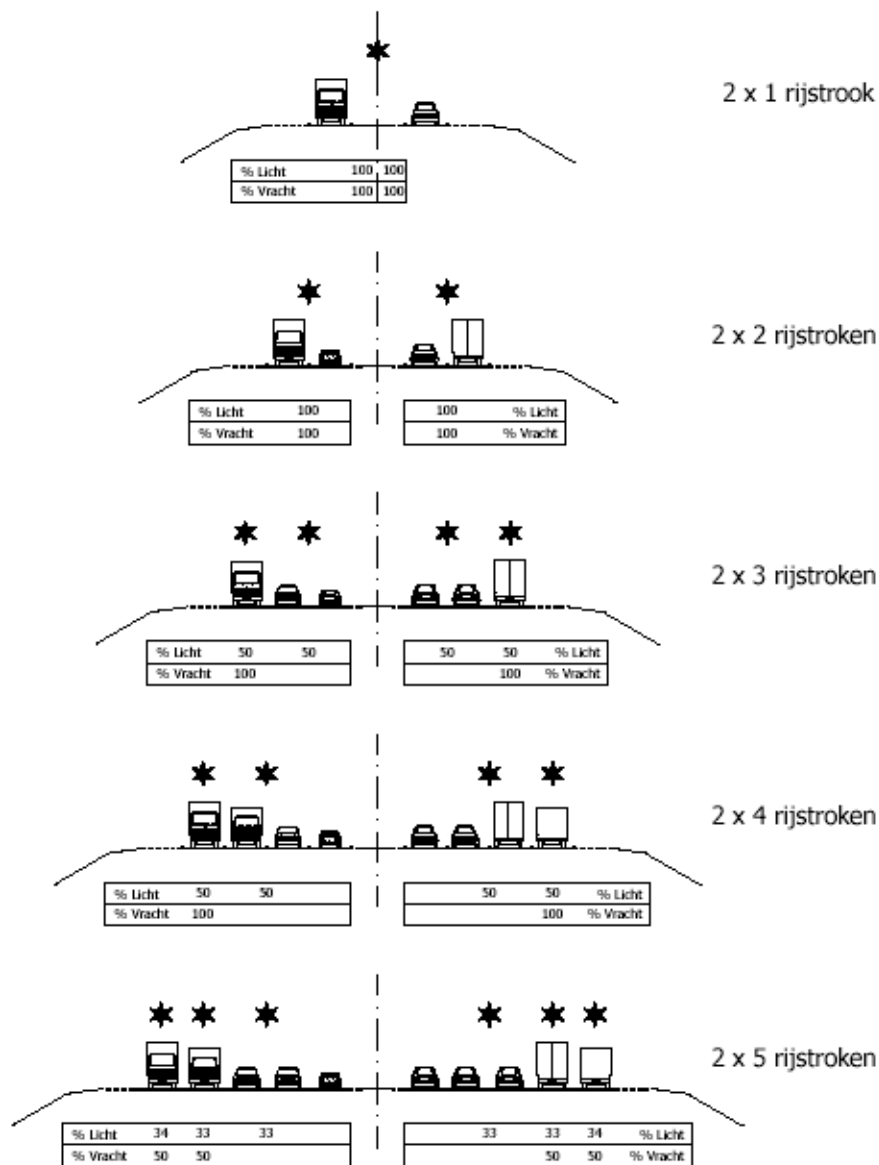 2 x 1 rijstrook
% Licht 100 100
% Vracht 100 100
2 x 2 rijstroken
% Licht 100 100 % Licht
% Vracht 100 100 % Vracht
2 x 3 rijstroken
% Licht 50 50 50 50 % Licht
% Vracht 100 100 % Vracht
2 x 4 rijstroken
% Licht 50 50 50 50 % Licht
% Vracht 100 100 % Vracht
2 x 5 rijstroken
% Licht 34 33 33 33 33 34 % Licht
% Vracht 50 50 50 50 % Vracht